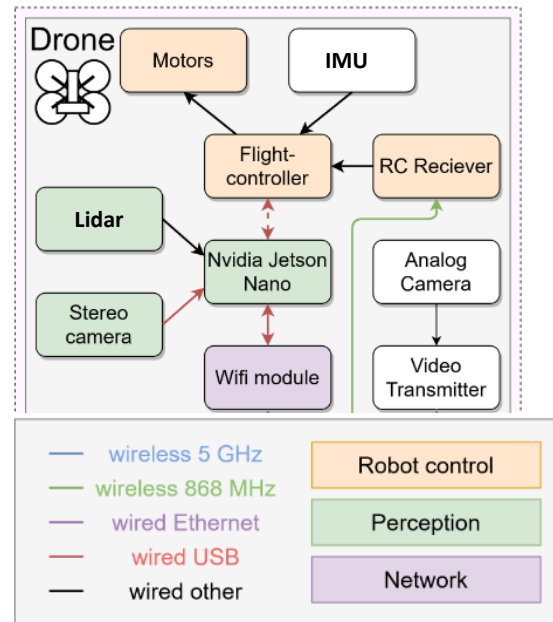 Drone
Motors
IMU
Flight-
controller
RC Reciever
Lidar
Nvidia Jetson
Nano
Analog
Camera
Stereo
camera
Wifi module
Video
Transmitter
wireless 5 GHz
wireless 868 MHz
wired Ethernet
wired USB
wired other
Robot control
Perception
Network